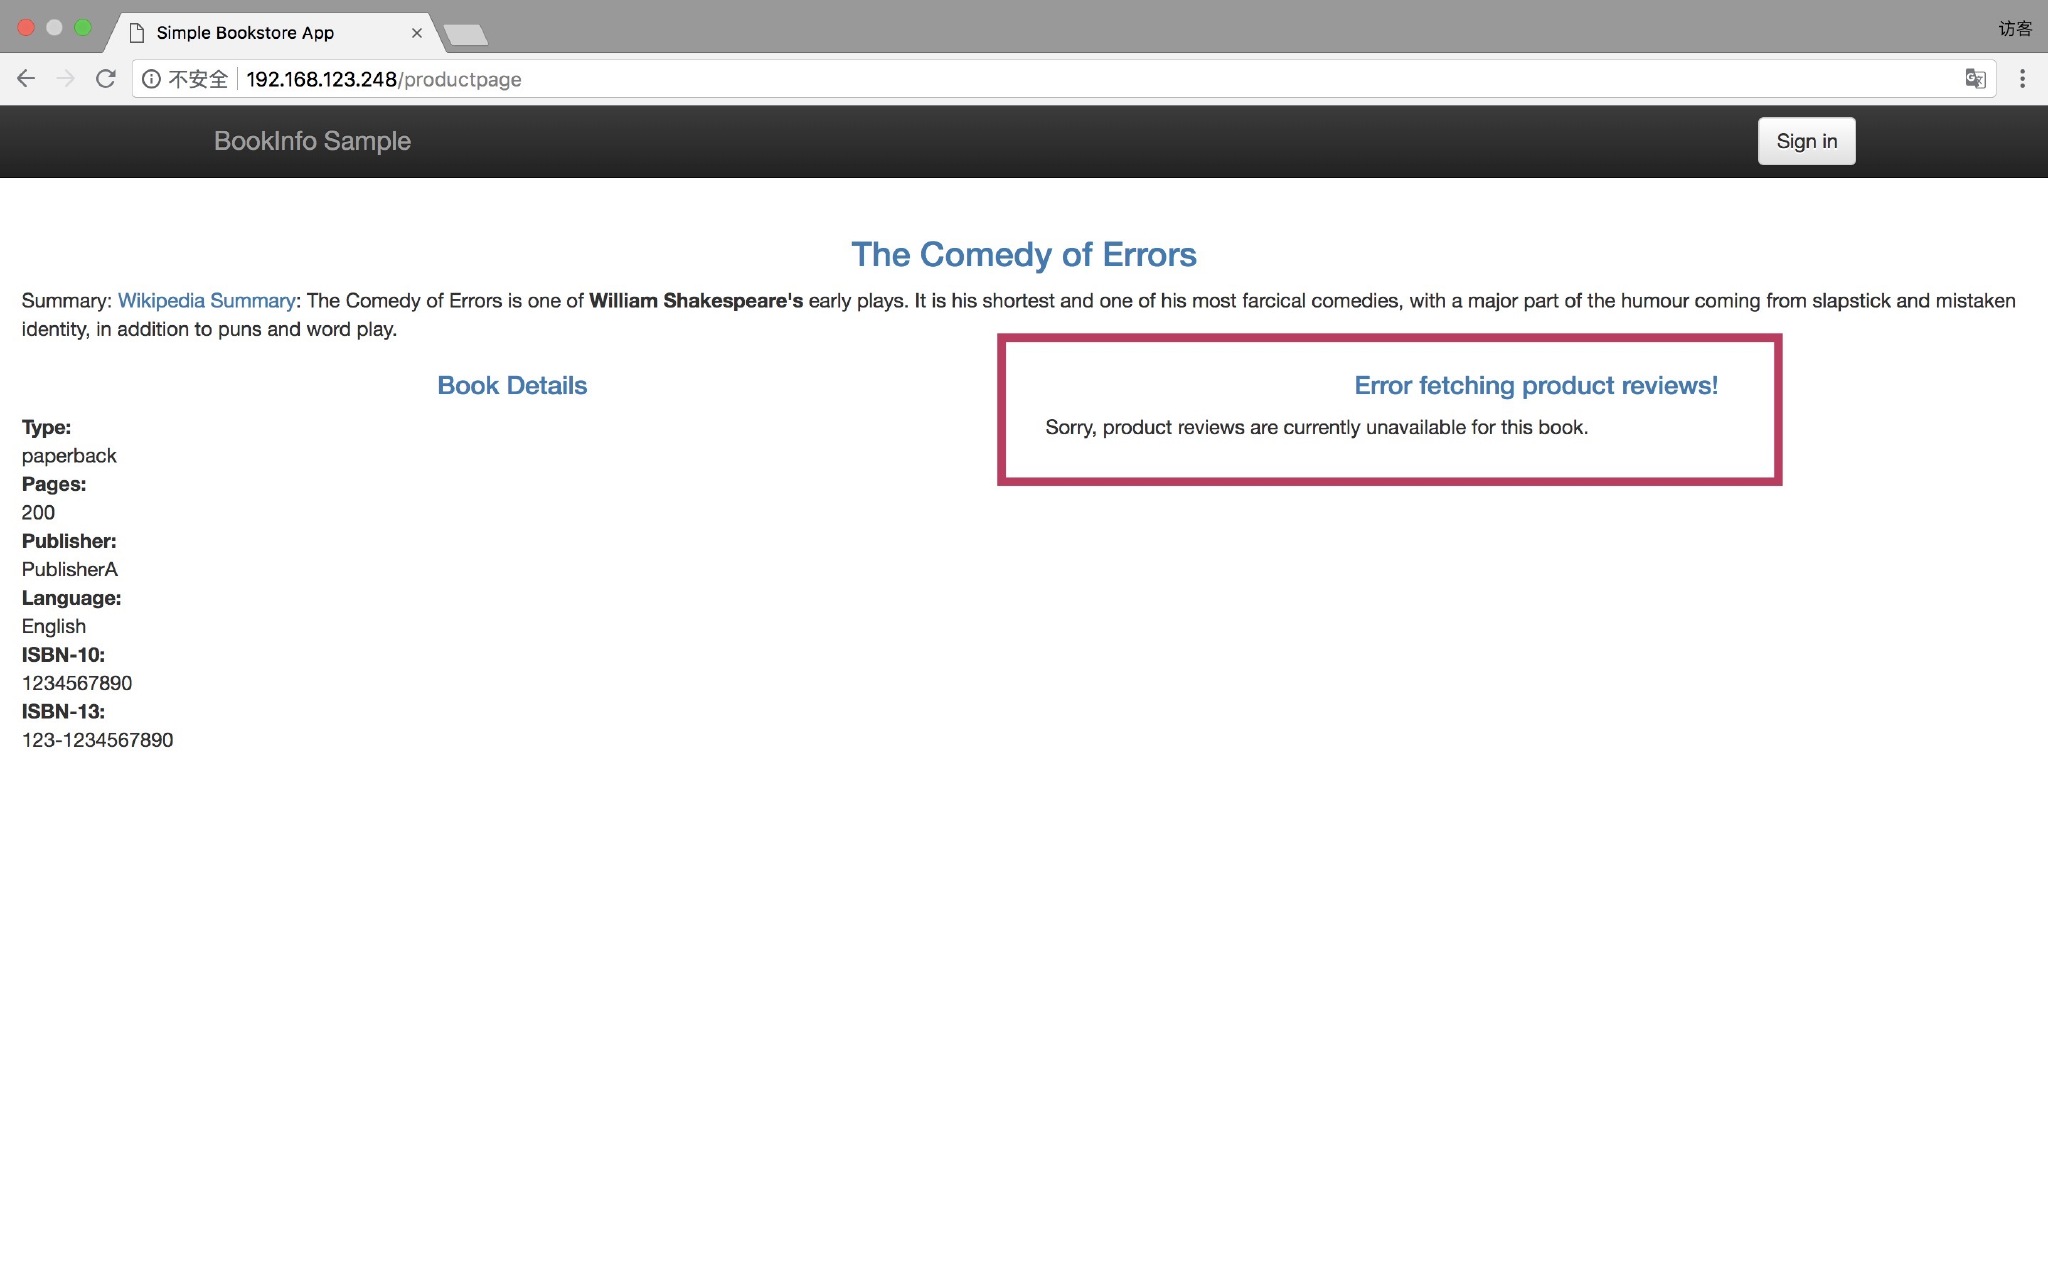 Simple Bookstore App
访客
不安全 192.168.123.248/productpage
BookInfo Sample
Sign in
The Comedy of Errors
Summary: Wikipedia Summary: The Comedy of Errors is one of William Shakespeare's early plays. It is his shortest and one of his most farcical comedies, with a major part of the humour coming from slapstick and mistaken
identity, in addition to puns and word play.
Book Details
Type:
paperback
Pages:
200
Publisher:
PublisherA
Language:
English
ISBN-10:
1234567890
ISBN-13:
123-1234567890
Error fetching product reviews!
Sorry, product reviews are currently unavailable for this book.